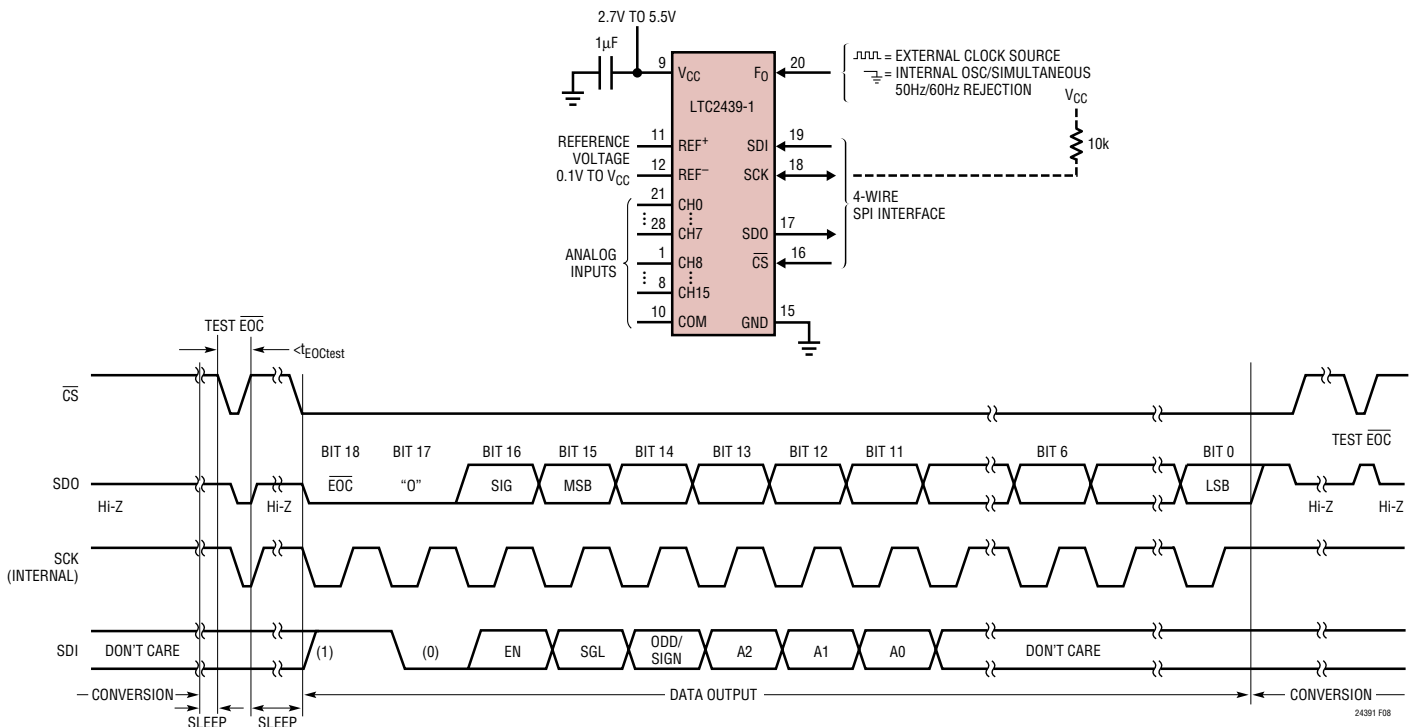 2.7V TO 5.5V
1µF
9
VCC
FO
20
= EXTERNAL CLOCK SOURCE
= INTERNAL OSC/SIMULTANEOUS
50Hz/60Hz REJECTION
LTC2439-1
VCC
10k
REFERENCE
VOLTAGE
0.1V TO VCC
11
REF+
12
REF–
SDI
19
SCK
18
4-WIRE
SPI INTERFACE
ANALOG
INPUTS
21
CH0
28
CH7
SDO
17
1
CH8
CS
16
8
CH15
10
COM
GND
15
TEST EOC
<tEOCtest
CS
TEST EOC
BIT 18
BIT 17
BIT 16
BIT 15
BIT 14
BIT 13
BIT 12
BIT 11
BIT 6
BIT 0
SDO
EOC
"0"
SIG
MSB
LSB
Hi-Z
Hi-Z
Hi-Z
Hi-Z
SCK
(INTERNAL)
SDI
DON'T CARE
(1)
(0)
EN
SGL
ODD/
SIGN
A2
A1
A0
DON'T CARE
CONVERSION
SLEEP
SLEEP
DATA OUTPUT
CONVERSION
24391 F08